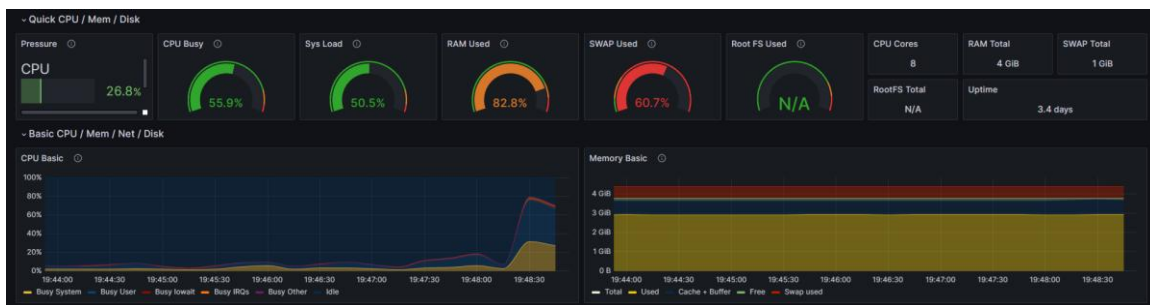 Quick CPU / Mem / Disk
Pressure
CPU
26.8%
CPU Busy
55.9%
Sys Load
50.5%
RAM Used
82.8%
SWAP Used
60.7%
Root FS Used
N/A
CPU Cores
8
RAM Total
4 GiB
SWAP Total
1 GiB
RootFS Total
N/A
Uptime
3.4 days
Basic CPU / Mem / Net / Disk
CPU Basic
100%
80%
60%
40%
20%
0%
19:44:00 19:44:30 19:45:00 19:45:30 19:46:00 19:46:30 19:47:00 19:47:30 19:48:00 19:48:30
Busy System Busy User Busy Iowait Busy IRQs Busy Other Idle
Memory Basic
4 GiB
3 GiB
2 GiB
1 GiB
0 B
19:44:00 19:44:30 19:45:00 19:45:30 19:46:00 19:46:30 19:47:00 19:47:30 19:48:00 19:48:30
Total Used Cache + Buffer Free Swap used